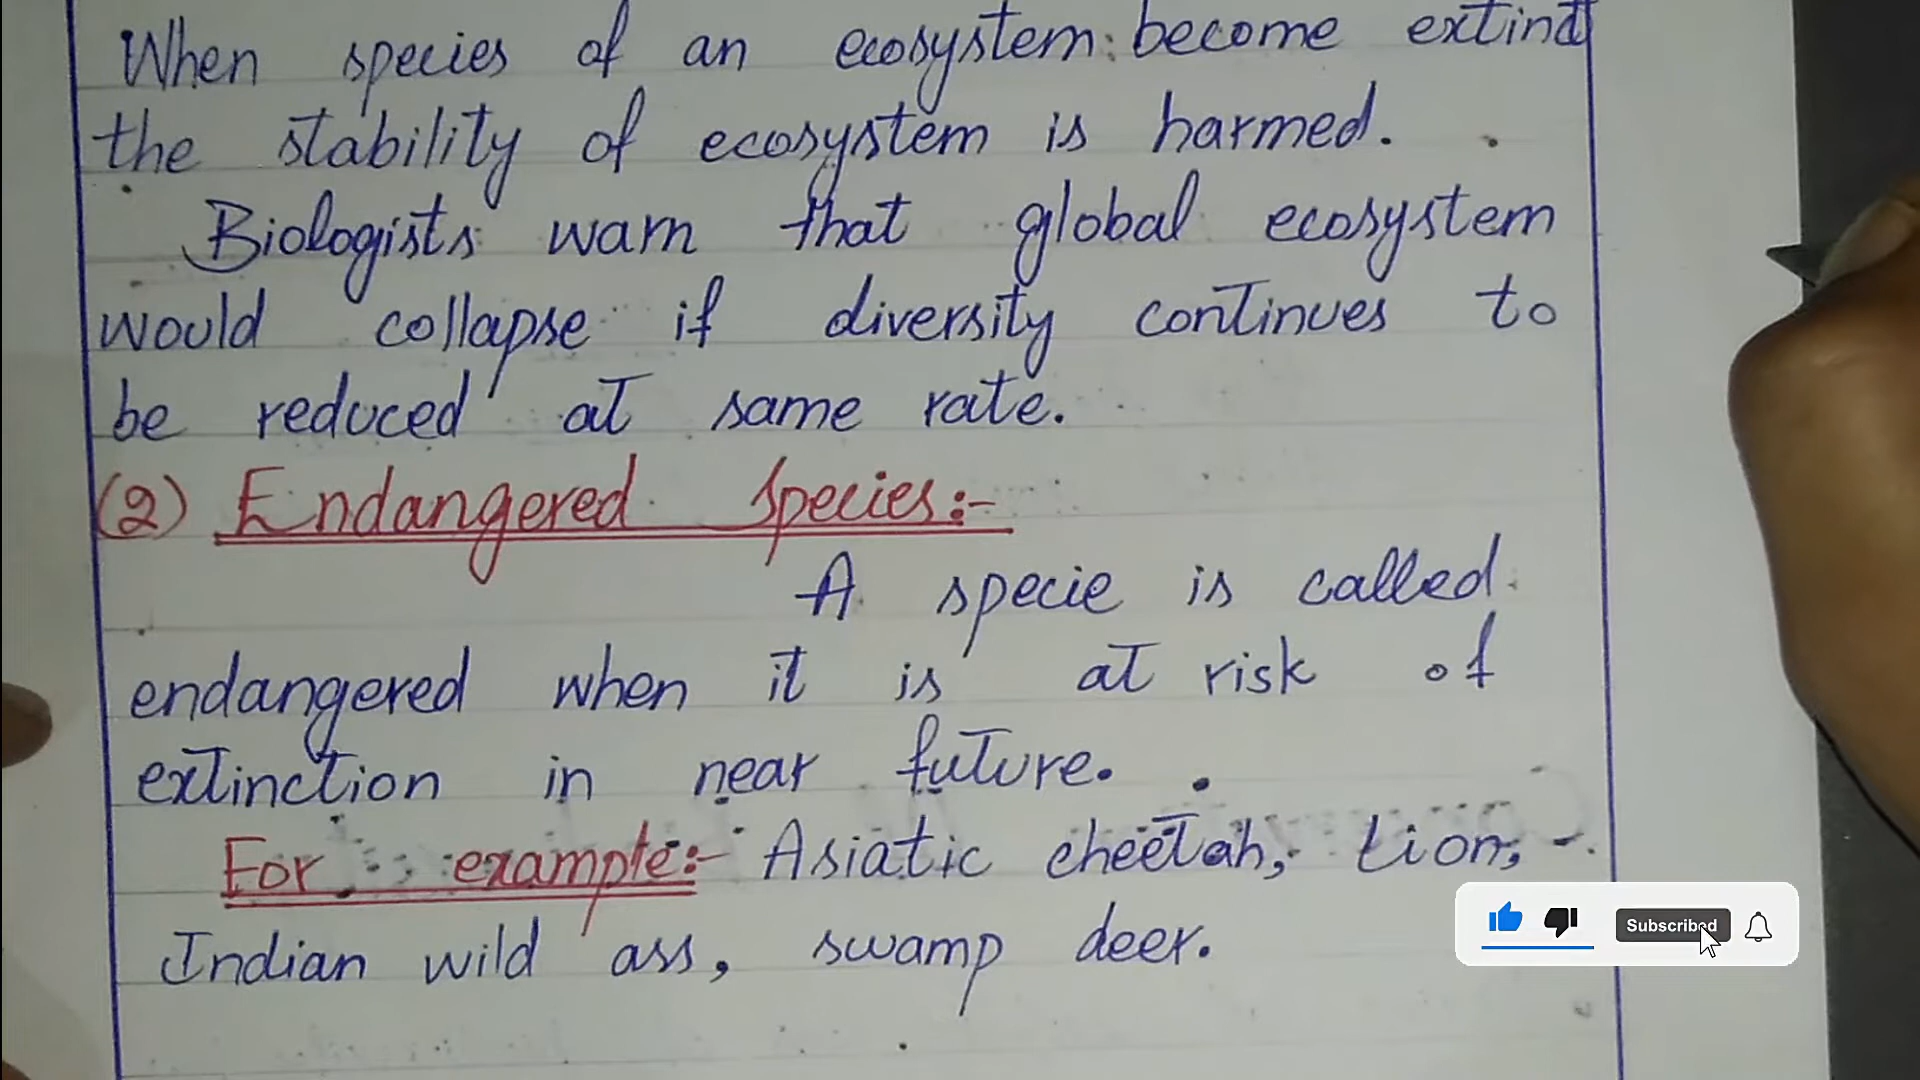 When species of an ecosystem become extinct
the stability of ecosystem is harmed.
Biologists warn that global ecosystem
would collapse if diversity continues to
be reduced at same rate.
(2) Endangered Species:-
A specie is called
endangered when it is at risk of
extinction in near future.
For example:- Asiatic cheetah, Lion,
Indian wild ass, swamp deer.
Subscribed